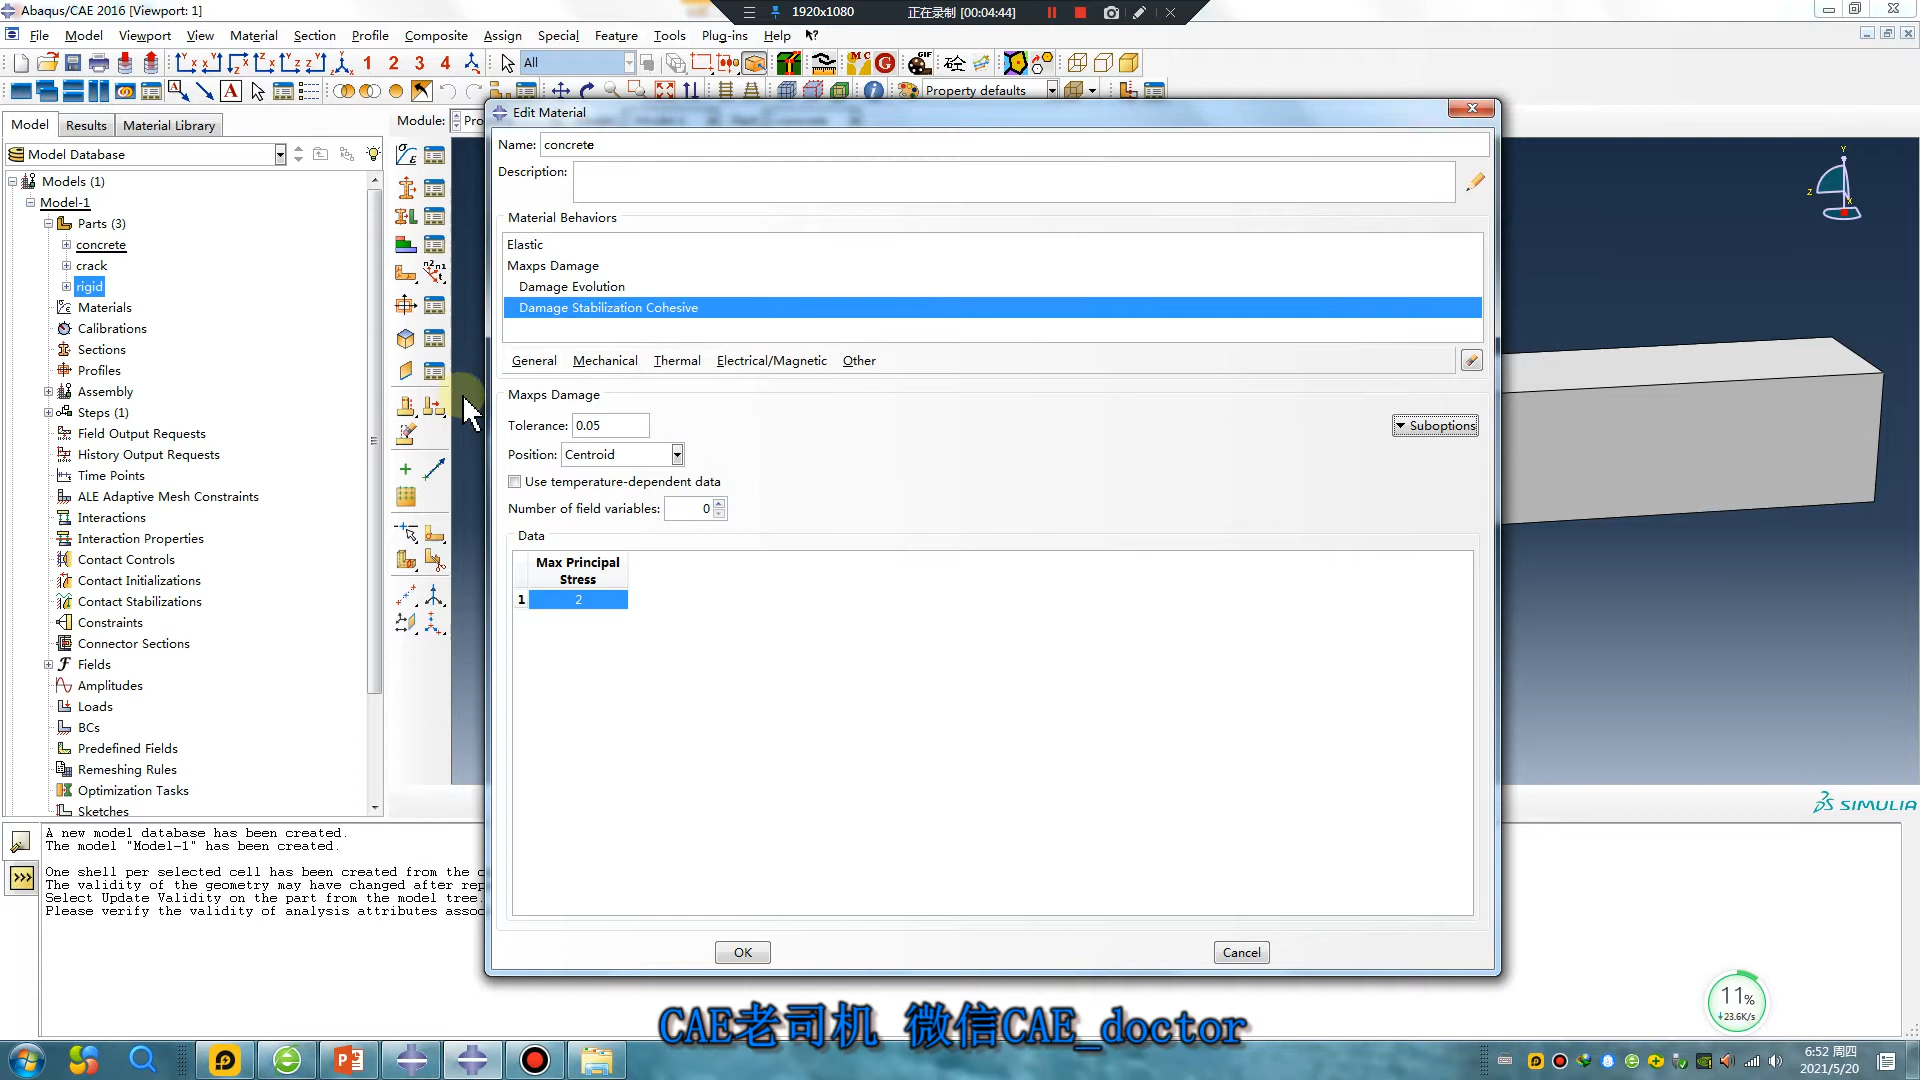 Abaqus/CAE 2016 [Viewport: 1]
1920x1080 正在录制 [00:04:44]
File Model Viewport View Material Section Profile Composite Assign Special Feature Tools Plug-ins Help
1 2 3 4 All
Property defaults
Model Results Material Library
Module:
Model Database
Models (1)
Model-1
Parts (3)
concrete
crack
rigid
Materials
Calibrations
Sections
Profiles
Assembly
Steps (1)
Field Output Requests
History Output Requests
Time Points
ALE Adaptive Mesh Constraints
Interactions
Interaction Properties
Contact Controls
Contact Initializations
Contact Stabilizations
Constraints
Connector Sections
Fields
Amplitudes
Loads
BCs
Predefined Fields
Remeshing Rules
Optimization Tasks
Sketches
Edit Material
Name: concrete
Description:
Material Behaviors
Elastic
Maxps Damage
Damage Evolution
Damage Stabilization Cohesive
General Mechanical Thermal Electrical/Magnetic Other
Maxps Damage
Tolerance: 0.05
Suboptions
Position: Centroid
Use temperature-dependent data
Number of field variables: 0
Data
Max Principal
Stress
1 2
OK Cancel
Y
Z
X
SIMULIA
A new model database has been created.
The model "Model-1" has been created.
One shell per selected cell has been created from the
The validity of the geometry may have changed after
Select Update Validity on the part from the model tree.
Please verify the validity of analysis attributes
11%
23.6K/s
CAE老司机 微信CAE_doctor
6:52 周四
2021/5/20